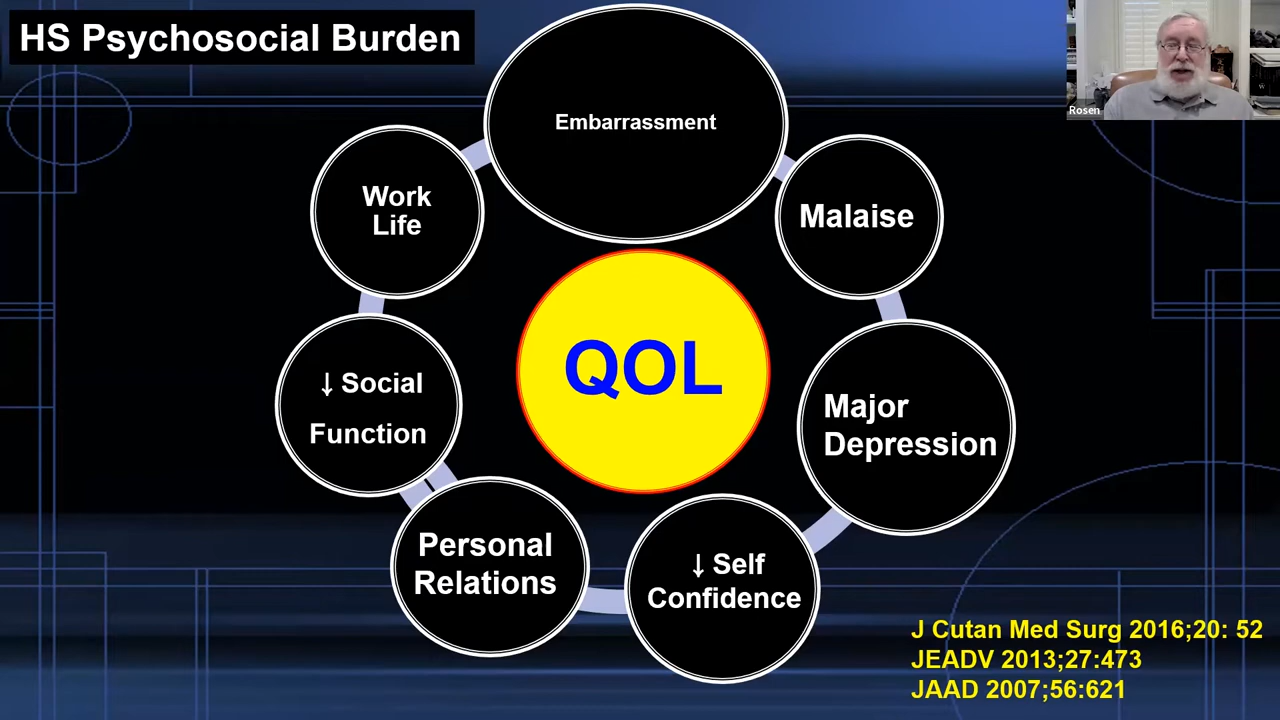 HS Psychosocial Burden
Rosen
Embarrassment
Malaise
Major
Depression
↓ Self
Confidence
Personal
Relations
↓ Social
Function
Work
Life
QOL
J Cutan Med Surg 2016;20: 52
JEADV 2013;27:473
JAAD 2007;56:621